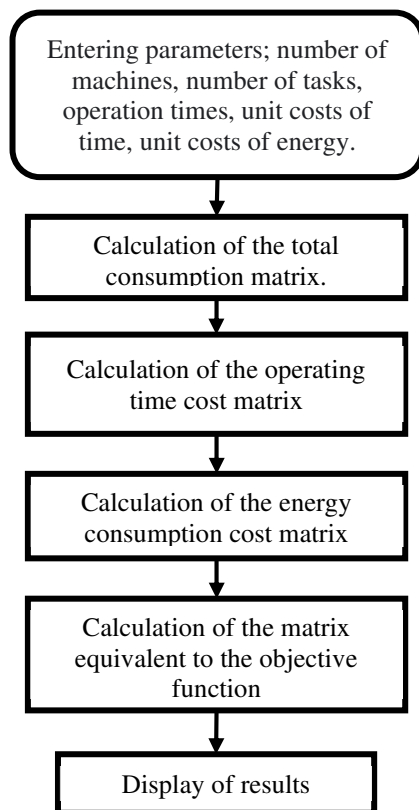 Entering parameters; number of
machines, number of tasks,
operation times, unit costs of
time, unit costs of energy.
Calculation of the total
consumption matrix.
Calculation of the operating
time cost matrix
Calculation of the energy
consumption cost matrix
Calculation of the matrix
equivalent to the objective
function
Display of results